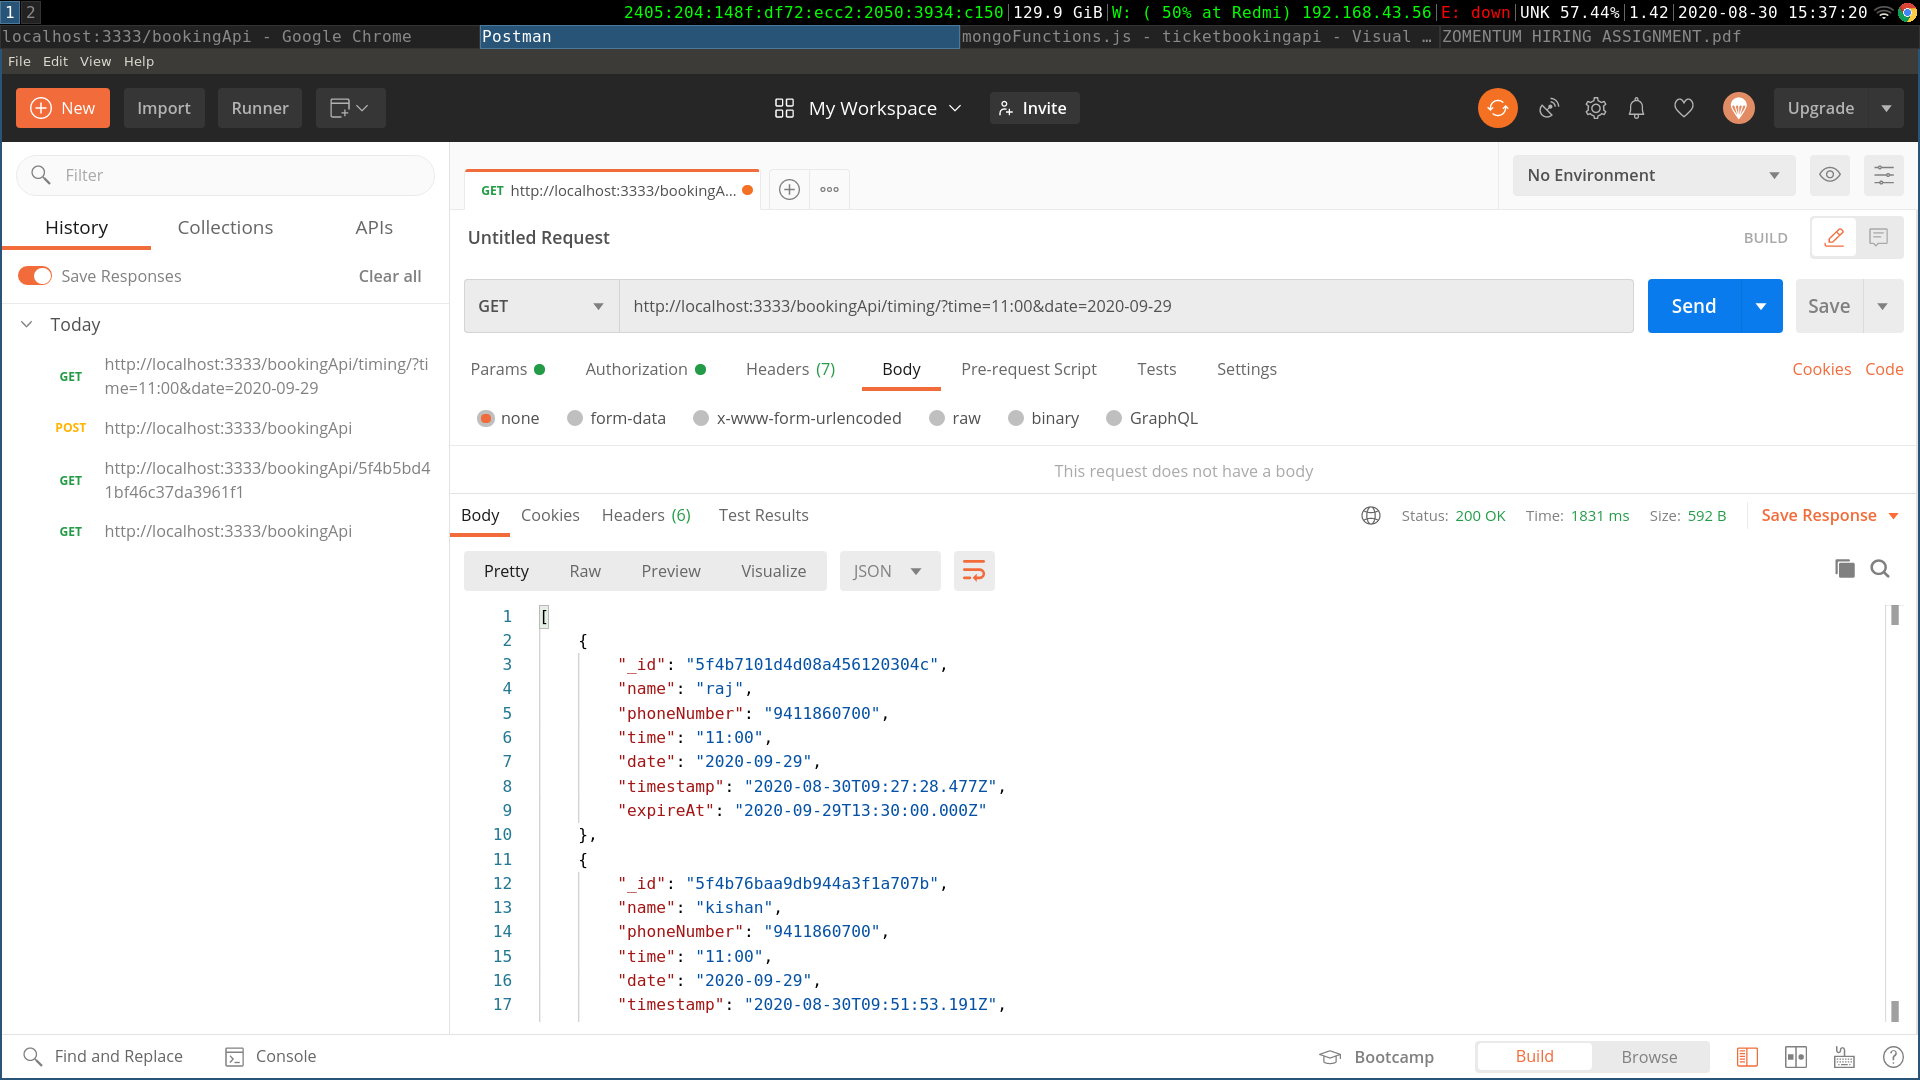 1 2 2405:204:148f:df72:ecc2:2050:3934:c150|129.9 GiB|W: ( 50% at Redmi) 192.168.43.56|E: down|UNK 57.44%|1.42|2020-08-30 15:37:20
localhost:3333/bookingApi - Google Chrome Postman mongoFunctions.js - ticketbookingapi - Visual … ZOMENTUM HIRING ASSIGNMENT.pdf
File Edit View Help
New Import Runner My Workspace Invite Upgrade
Filter
GET http://localhost:3333/bookingA... No Environment
History Collections APIs
Untitled Request BUILD
Save Responses Clear all
GET http://localhost:3333/bookingApi/timing/?time=11:00&date=2020-09-29 Send Save
Today
GET http://localhost:3333/bookingApi/timing/?ti
me=11:00&date=2020-09-29
POST http://localhost:3333/bookingApi
GET http://localhost:3333/bookingApi/5f4b5bd4
1bf46c37da3961f1
GET http://localhost:3333/bookingApi
Params Authorization Headers (7) Body Pre-request Script Tests Settings Cookies Code
none form-data x-www-form-urlencoded raw binary GraphQL
This request does not have a body
Body Cookies Headers (6) Test Results Status: 200 OK Time: 1831 ms Size: 592 B Save Response
Pretty Raw Preview Visualize JSON
1 [
2 {
3 "_id": "5f4b7101d4d08a456120304c",
4 "name": "raj",
5 "phoneNumber": "9411860700",
6 "time": "11:00",
7 "date": "2020-09-29",
8 "timestamp": "2020-08-30T09:27:28.477Z",
9 "expireAt": "2020-09-29T13:30:00.000Z"
10 },
11 {
12 "_id": "5f4b76baa9db944a3f1a707b",
13 "name": "kishan",
14 "phoneNumber": "9411860700",
15 "time": "11:00",
16 "date": "2020-09-29",
17 "timestamp": "2020-08-30T09:51:53.191Z",
Find and Replace Console Bootcamp Build Browse